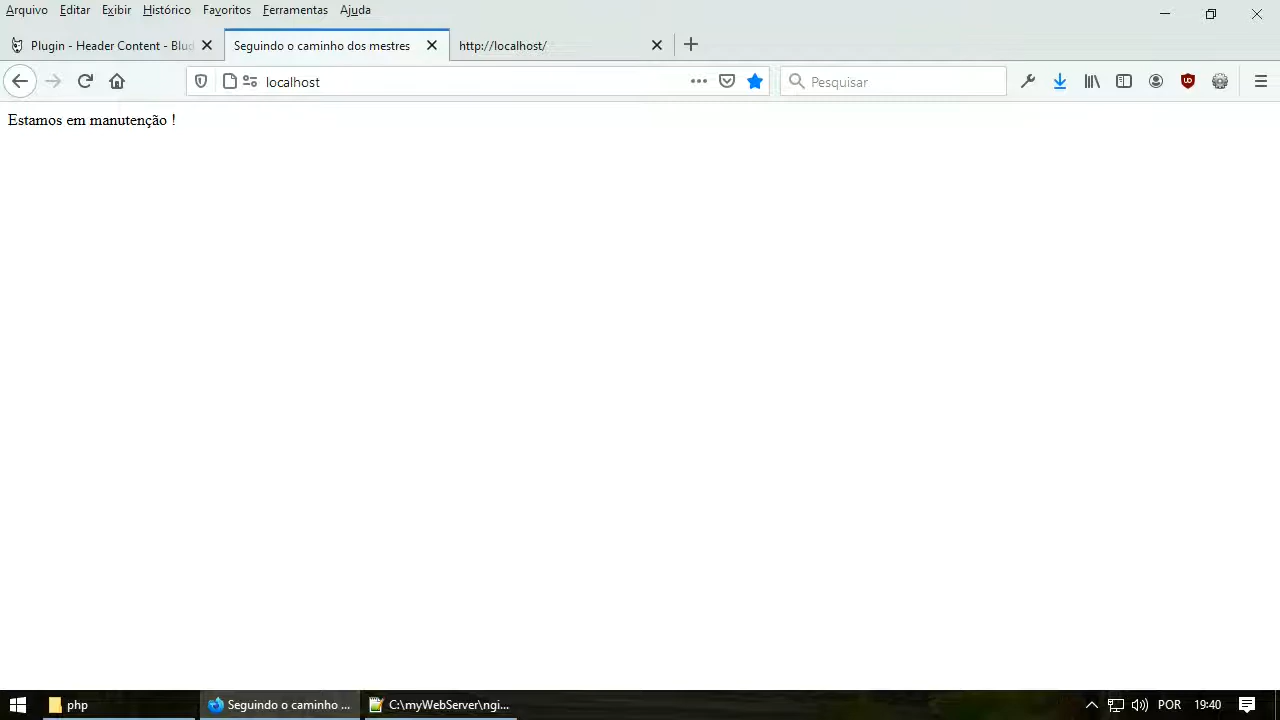 Arquivo Editar Exibir Histórico Favoritos Ferramentas Ajuda
Plugin - Header Content - Blud
Seguindo o caminho dos mestres
http://localhost/
localhost
Pesquisar
Estamos em manutenção !
php
Seguindo o caminho ...
C:\myWebServer\ngi...
POR
19:40